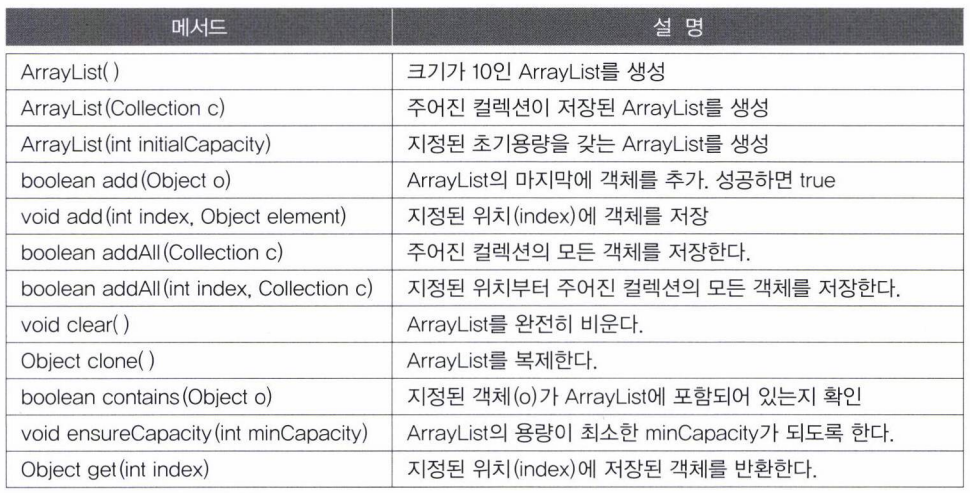 메서드 설 명
ArrayList( ) 크기가 10인 ArrayList를 생성
ArrayList(Collection c) 주어진 컬렉션이 저장된 ArrayList를 생성
ArrayList(int initialCapacity) 지정된 초기용량을 갖는 ArrayList를 생성
boolean add(Object o) ArrayList의 마지막에 객체를 추가. 성공하면 true
void add(int index, Object element) 지정된 위치(index)에 객체를 저장
boolean addAll(Collection c) 주어진 컬렉션의 모든 객체를 저장한다.
boolean addAll(int index, Collection c) 지정된 위치부터 주어진 컬렉션의 모든 객체를 저장한다.
void clear( ) ArrayList를 완전히 비운다.
Object clone( ) ArrayList를 복제한다.
boolean contains(Object o) 지정된 객체(o)가 ArrayList에 포함되어 있는지 확인
void ensureCapacity(int minCapacity) ArrayList의 용량이 최소한 minCapacity가 되도록 한다.
Object get(int index) 지정된 위치(index)에 저장된 객체를 반환한다.